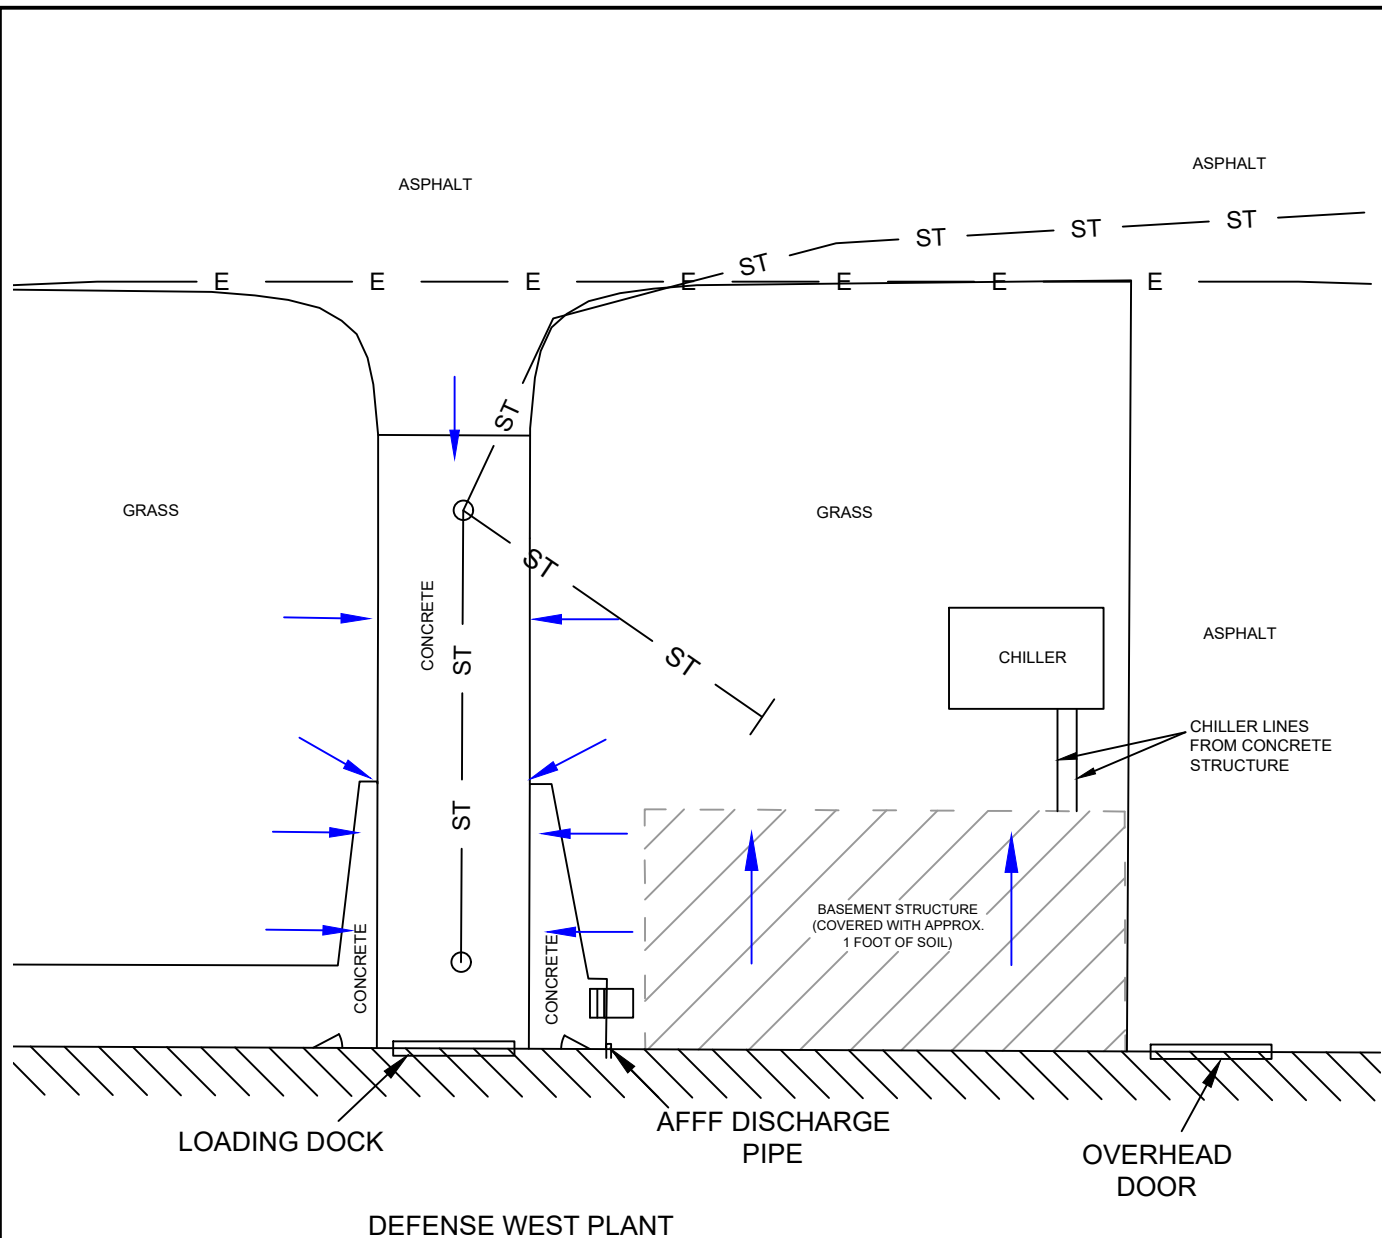 ASPHALT
ASPHALT
ST
ST
ST
ST
E
E
E
E
E
E
E
ST
GRASS
GRASS
ST
CONCRETE
ST
ST
ASPHALT
CHILLER
CHILLER LINES
FROM CONCRETE
STRUCTURE
ST
BASEMENT STRUCTURE
(COVERED WITH APPROX.
1 FOOT OF SOIL)
CONCRETE
CONCRETE
LOADING DOCK
AFFF DISCHARGE
PIPE
OVERHEAD
DOOR
DEFENSE WEST PLANT